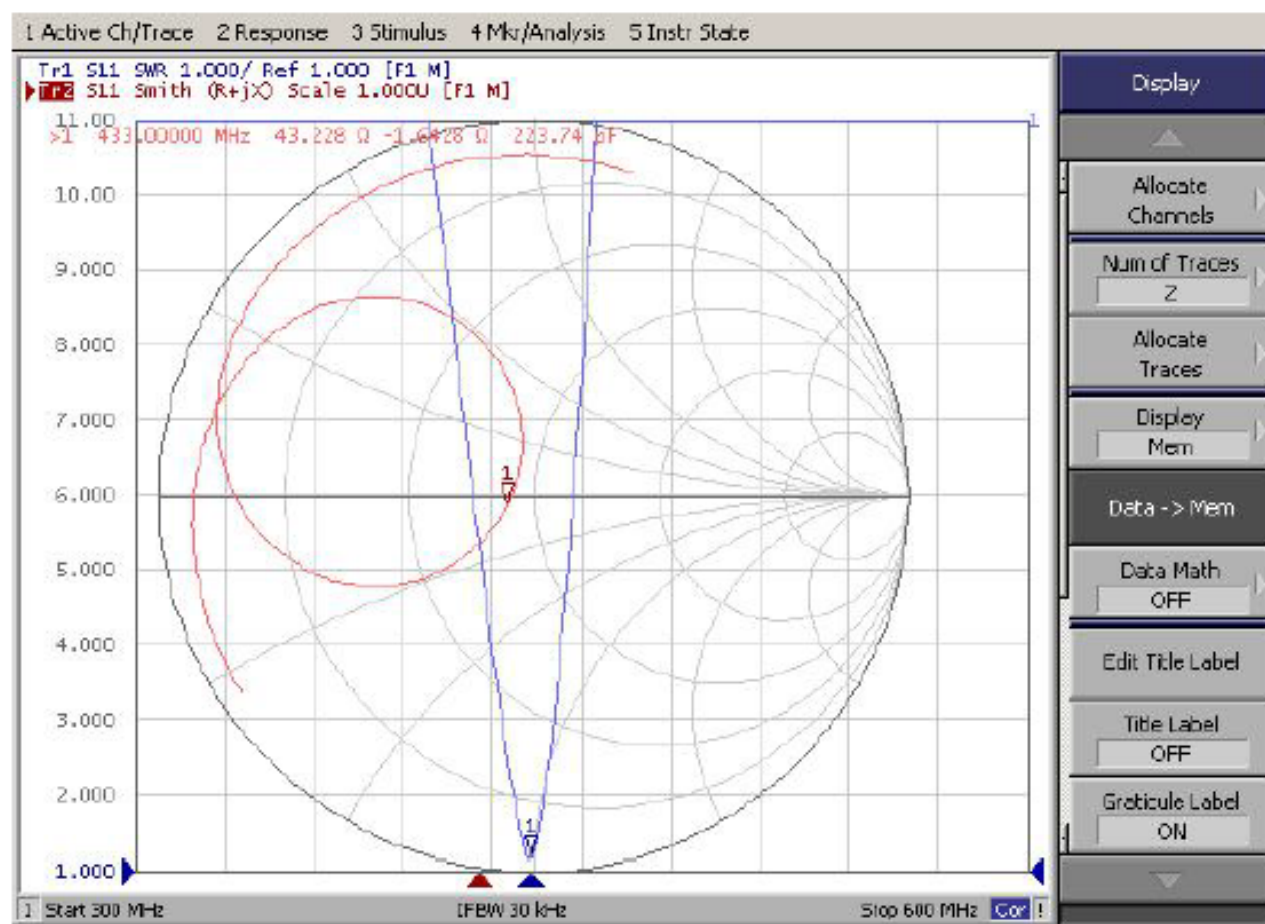 1 Active Ch/Trace 2 Response 3 Stimulus 4 Mkr/Analysis 5 Instr State
Tr1 S11 SWR 1.000/ Ref 1.000 [F1 M]
Tr2 S11 Smith (R+jX) Scale 1.000U [F1 M]
>1 433.00000 MHz 43.228 Ω -1.6428 Ω 223.74 pF
11.00
10.00
9.000
8.000
7.000
6.000
5.000
4.000
3.000
2.000
1.000
1
1
1
Display
Allocate
Channels
Num of Traces
2
Allocate
Traces
Display
Mem
Data -> Mem
Data Math
OFF
Edit Title Label
Title Label
OFF
Graticule Label
ON
1 Start 300 MHz IFBW 30 kHz Stop 600 MHz Cor !